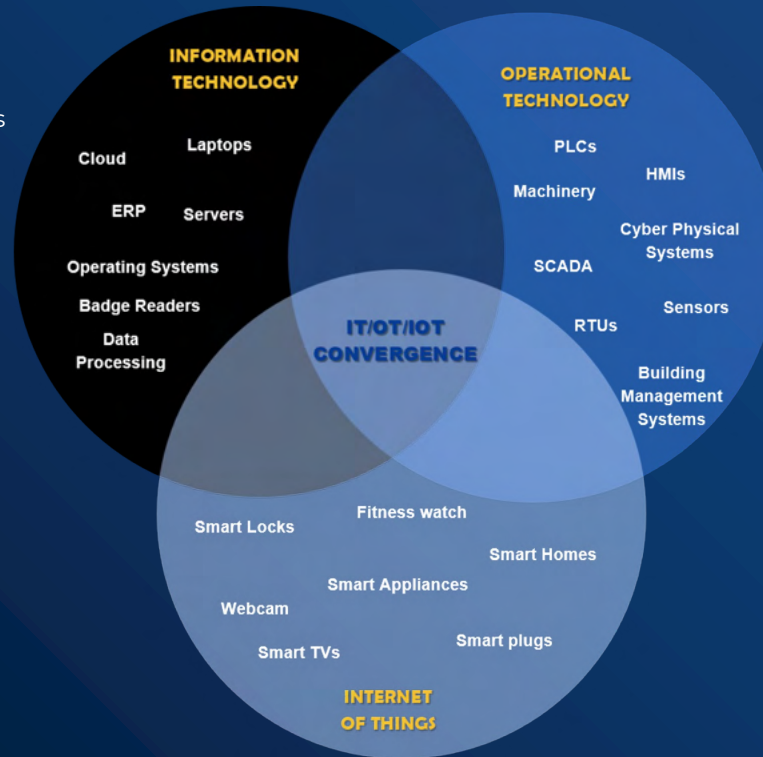 s
INFORMATION
TECHNOLOGY
Cloud
Laptops
ERP
Servers
Operating Systems
Badge Readers
Data
Processing
OPERATIONAL
TECHNOLOGY
PLCs
HMIs
Machinery
Cyber Physical
Systems
SCADA
Sensors
RTUs
Building
Management
Systems
IT/OT/IOT
CONVERGENCE
Smart Locks
Fitness watch
Smart Homes
Smart Appliances
Webcam
Smart plugs
Smart TVs
INTERNET
OF THINGS